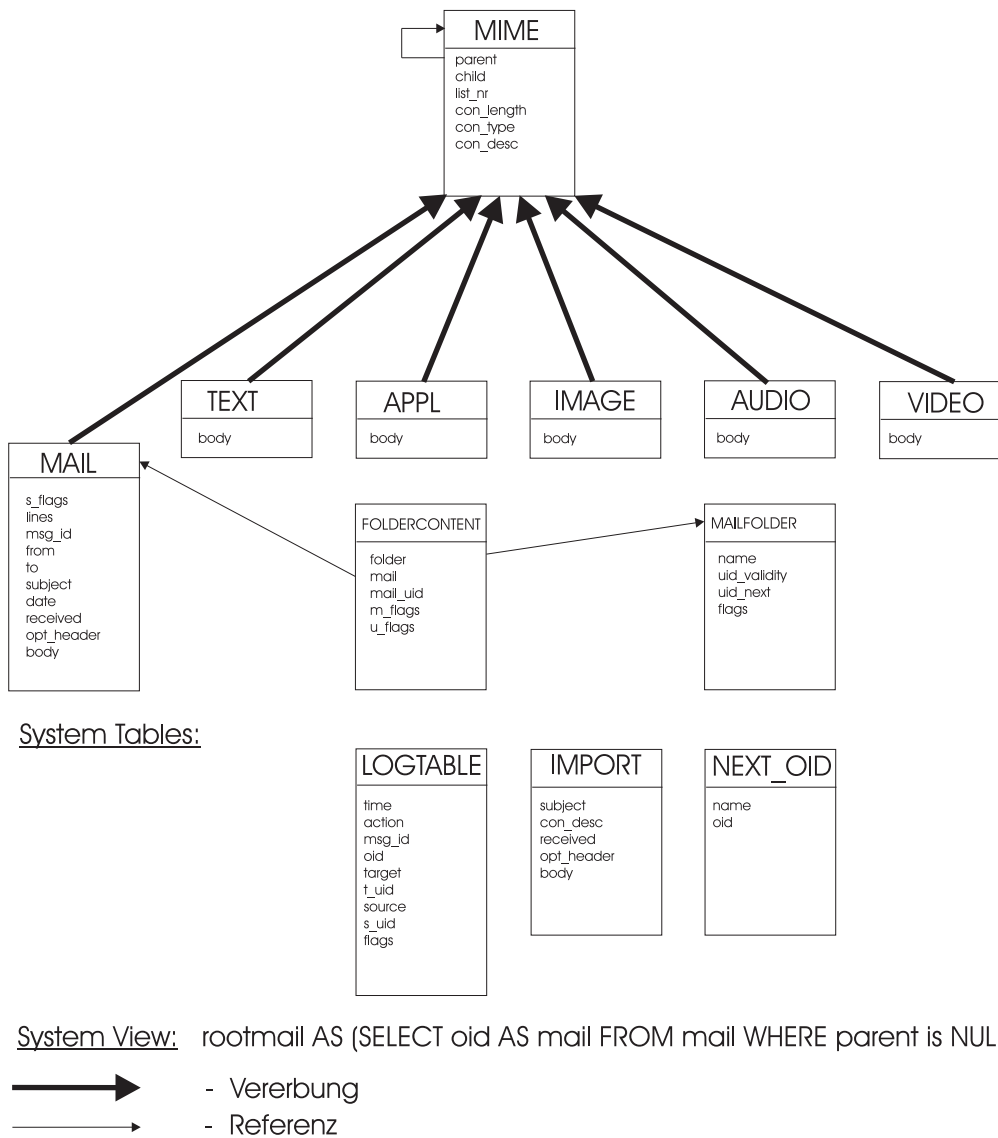 MIME
parent
child
list_nr
con_length
con_type
con_desc
TEXT
body
APPL
body
IMAGE
body
AUDIO
body
VIDEO
body
MAIL
s_flags
lines
msg_id
from
to
subject
date
received
opt_header
body
FOLDERCONTENT
folder
mail
mail_uid
m_flags
u_flags
MAILFOLDER
name
uid_validity
uid_next
flags
System Tables:
LOGTABLE
time
action
msg_id
oid
target
t_uid
source
s_uid
flags
IMPORT
subject
con_desc
received
opt_header
body
NEXT_OID
name
oid
System View: rootmail AS (SELECT oid AS mail FROM mail WHERE parent is NUL
- Vererbung
- Referenz